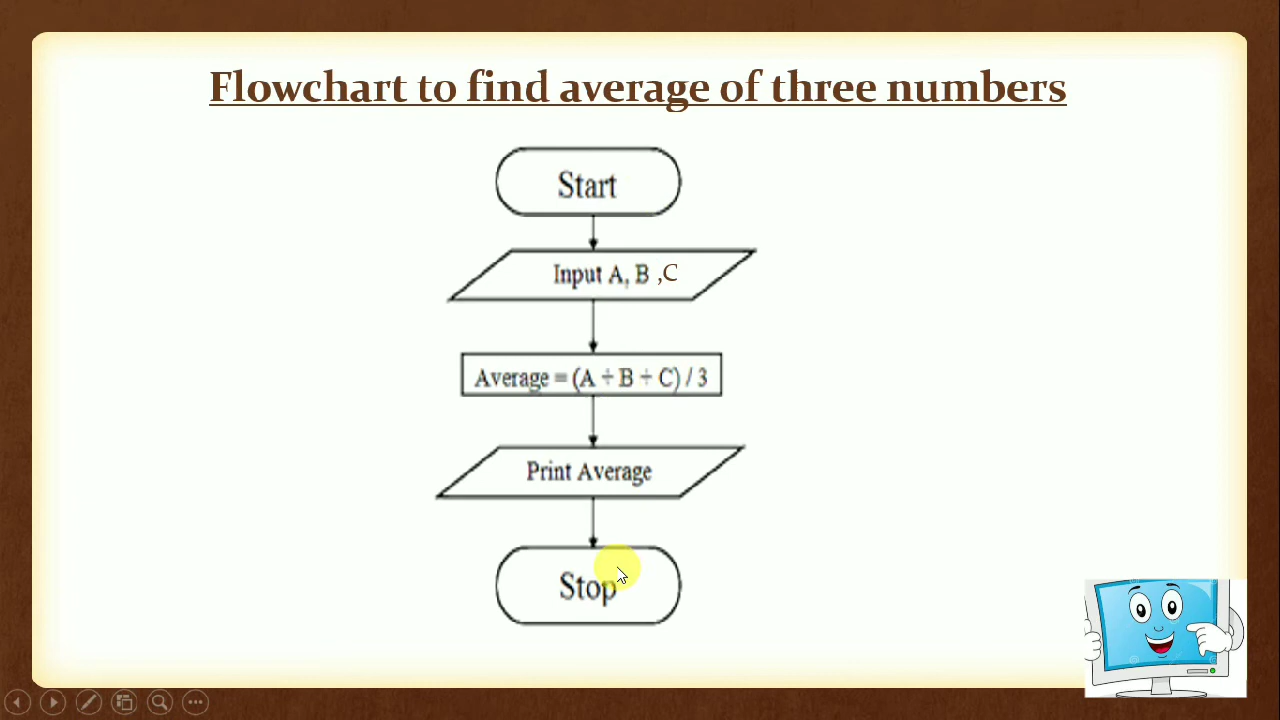 Flowchart to find average of three numbers
Start
Input A, B ,C
Average = (A + B + C) / 3
Print Average
Stop